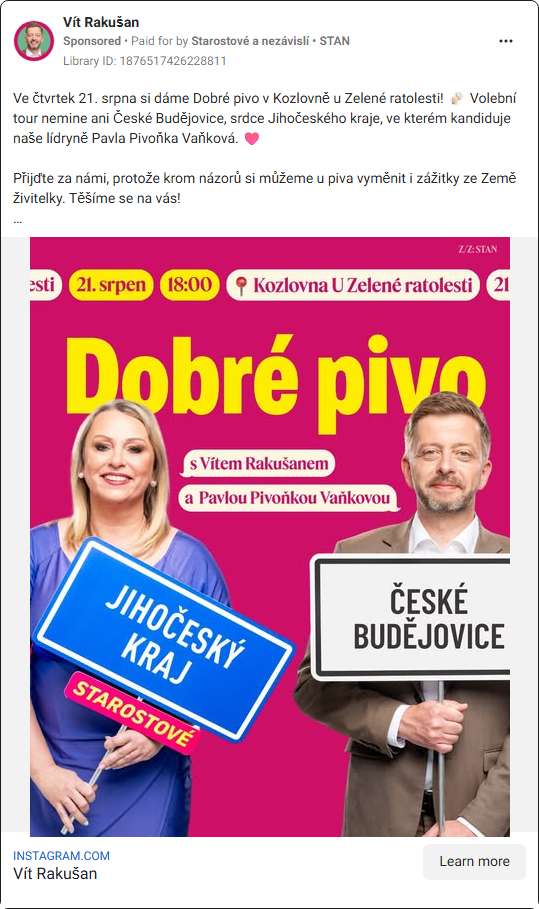 Vít Rakušan
Sponsored • Paid for by Starostové a nezávislí • STAN
Library ID: 1876517426228811
Ve čtvrtek 21. srpna si dáme Dobré pivo v Kozlovně u Zelené ratolesti! 🍻 Volební
tour nemine ani České Budějovice, srdce Jihočeského kraje, ve kterém kandiduje
naše lídryně Pavla Pivoňka Vaňková. 🩷
Přijďte za námi, protože krom názorů si můžeme u piva vyměnit i zážitky ze Země
živitelky. Těšíme se na vás!
...
Z/Z: STAN
esti 21. srpen 18:00 📍 Kozlovna U Zelené ratolesti 21
Dobré pivo
s Vítem Rakušanem
a Pavlou Pivoňkou Vaňkovou
JIHOČESKÝ
KRAJ
STAROSTOVÉ
ČESKÉ
BUDĚJOVICE
INSTAGRAM.COM
Vít Rakušan
Learn more